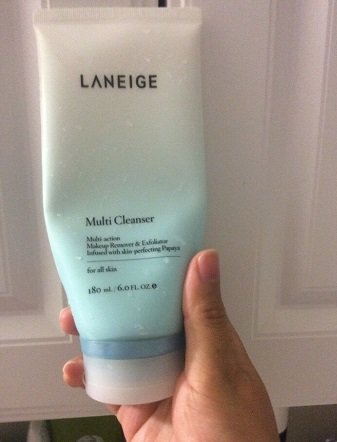 LANEIGE
Multi Cleanser
Multi-action
Makeup Remover & Exfoliator
Infused with skin-perfecting Papaya
for all skin
180 mL / 6.0 FL. OZ. ℮